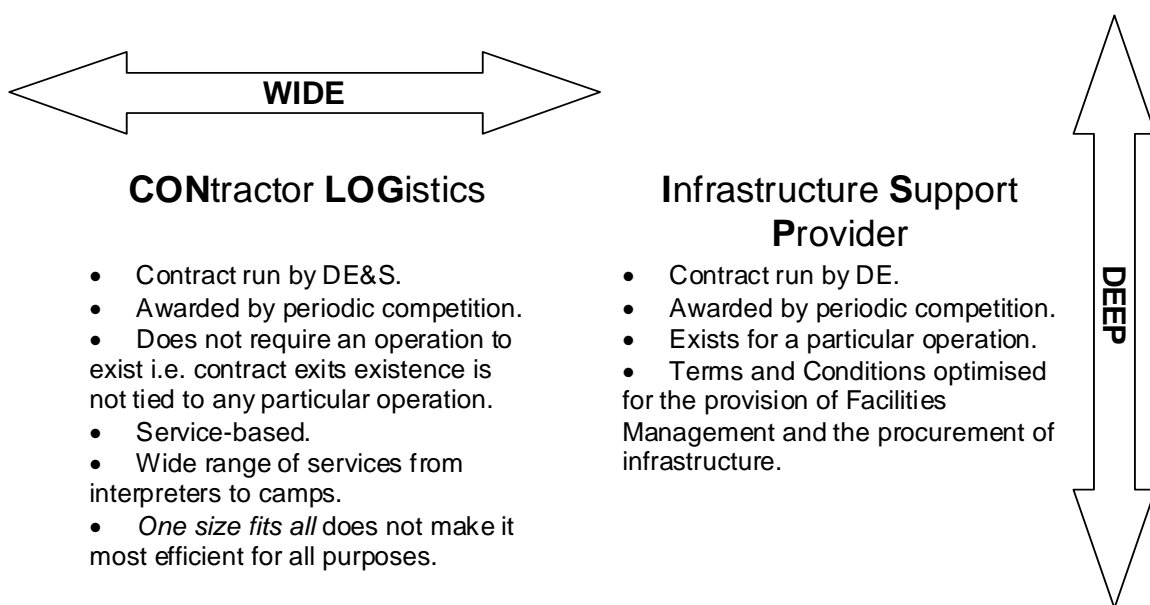 WIDE
CONtractor LOGistics
• Contract run by DE&S.
• Awarded by periodic competition.
• Does not require an operation to
exist i.e. contract exits existence is
not tied to any particular operation.
• Service-based.
• Wide range of services from
interpreters to camps.
• One size fits all does not make it
most efficient for all purposes.
Infrastructure Support
Provider
• Contract run by DE.
• Awarded by periodic competition.
• Exists for a particular operation.
• Terms and Conditions optimised
for the provision of Facilities
Management and the procurement of
infrastructure.
DEEP